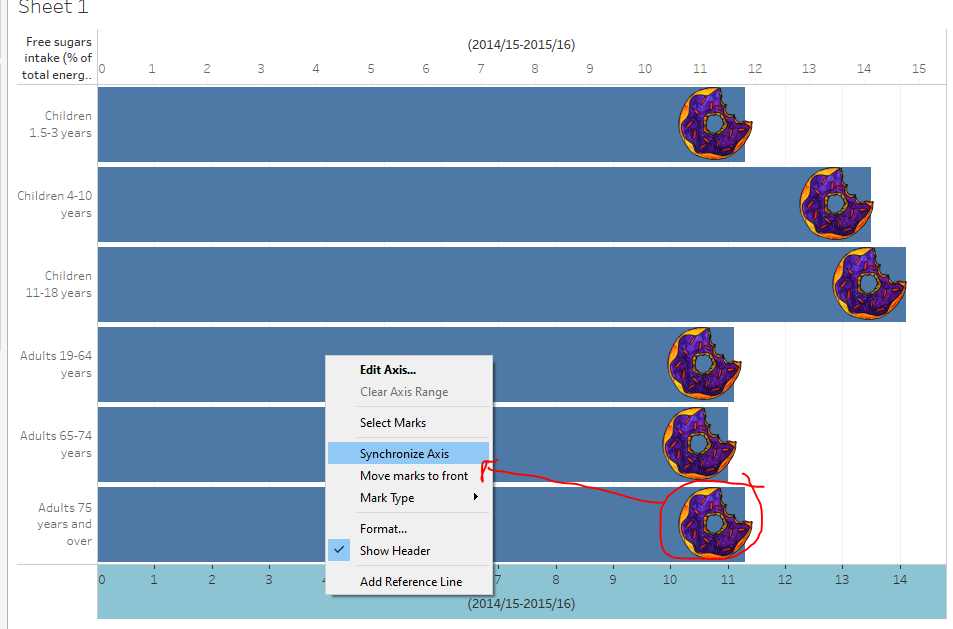 Sheet 1
Free sugars
intake (% of
total energ..
(2014/15-2015/16)
0 1 2 3 4 5 6 7 8 9 10 11 12 13 14 15
Children
1.5-3 years
Children 4-10
years
Children
11-18 years
Adults 19-64
years
Adults 65-74
years
Adults 75
years and
over
Edit Axis...
Clear Axis Range
Select Marks
Synchronize Axis
Move marks to front
Mark Type
Format...
Show Header
Add Reference Line
0 1 2 3 4 7 8 9 10 11 12 13 14
(2014/15-2015/16)